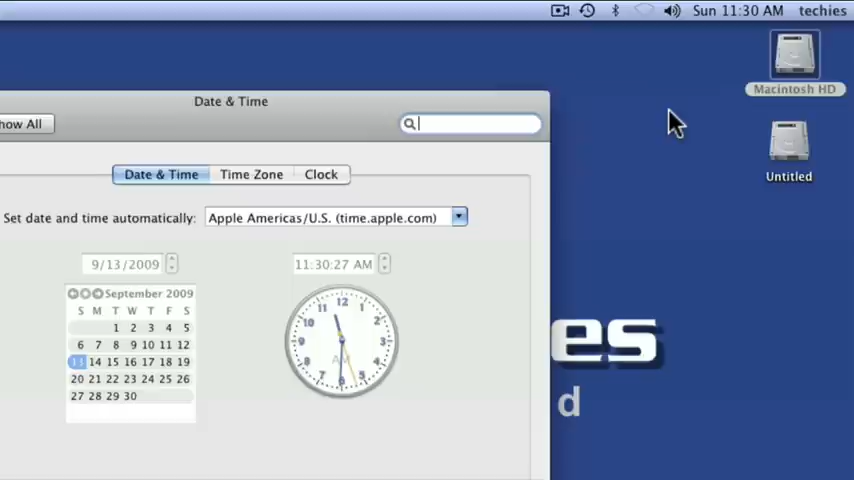 Sun 11:30 AM techies
Macintosh HD
Untitled
Date & Time
how All
Date & Time Time Zone Clock
Set date and time automatically: Apple Americas/U.S. (time.apple.com)
9/13/2009 11:30:27 AM
September 2009
S M T W T F S
1 2 3 4 5
6 7 8 9 10 11 12
13 14 15 16 17 18 19
20 21 22 23 24 25 26
27 28 29 30
12 1 2 3 4 5 6 7 8 9 10 11
AM
es
d